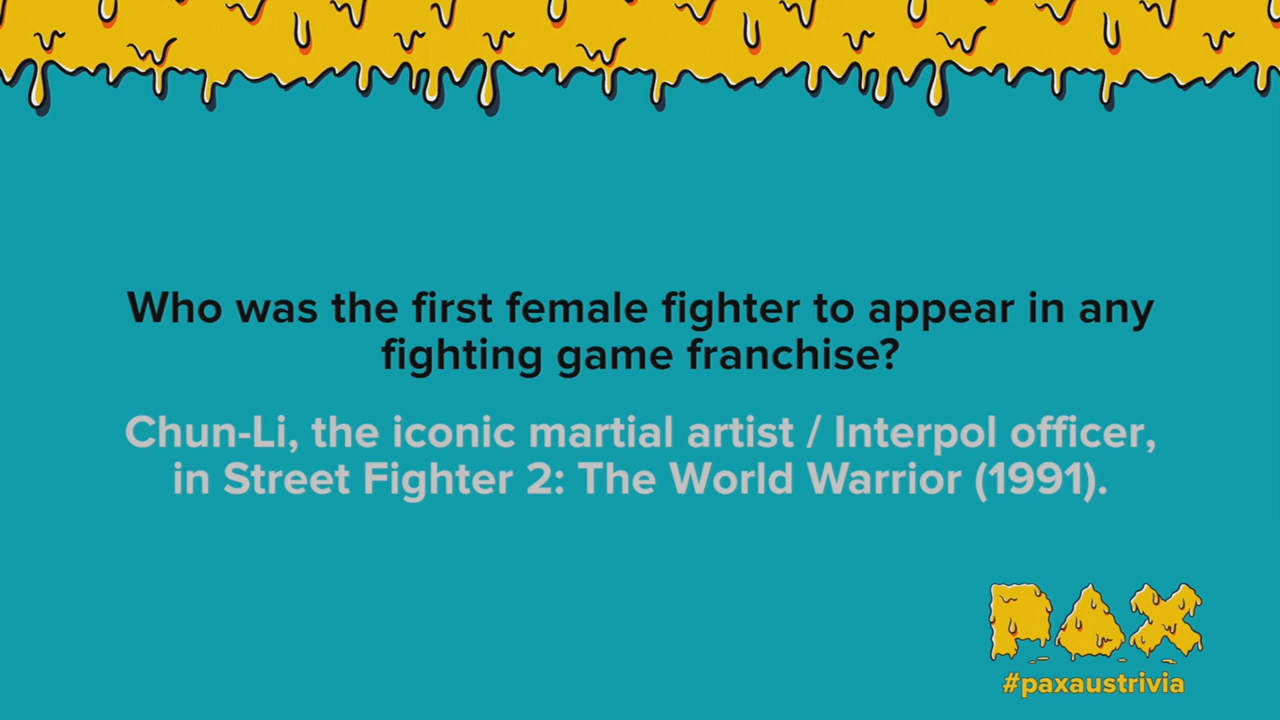 Who was the first female fighter to appear in any
fighting game franchise?
Chun-Li, the iconic martial artist / Interpol officer,
in Street Fighter 2: The World Warrior (1991).
PAX
#paxaustrivia